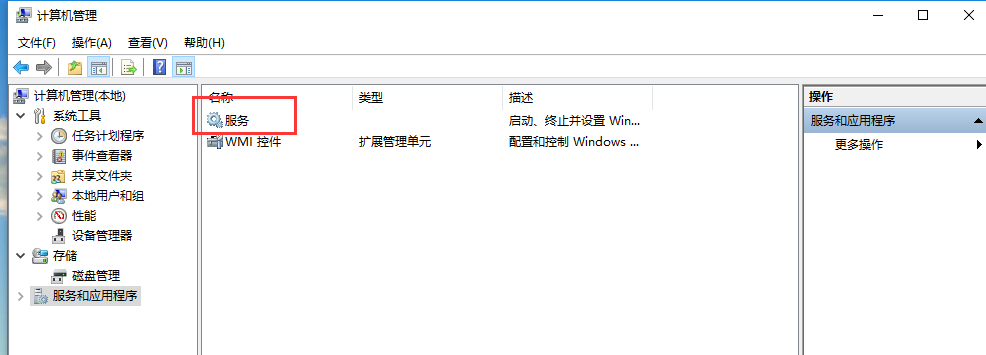 计算机管理
文件(F) 操作(A) 查看(V) 帮助(H)
计算机管理(本地)
系统工具
任务计划程序
事件查看器
共享文件夹
本地用户和组
性能
设备管理器
存储
磁盘管理
服务和应用程序
名称 类型 描述
服务 启动、终止并设置 Win...
WMI 控件 扩展管理单元 配置和控制 Windows ...
操作
服务和应用程序
更多操作